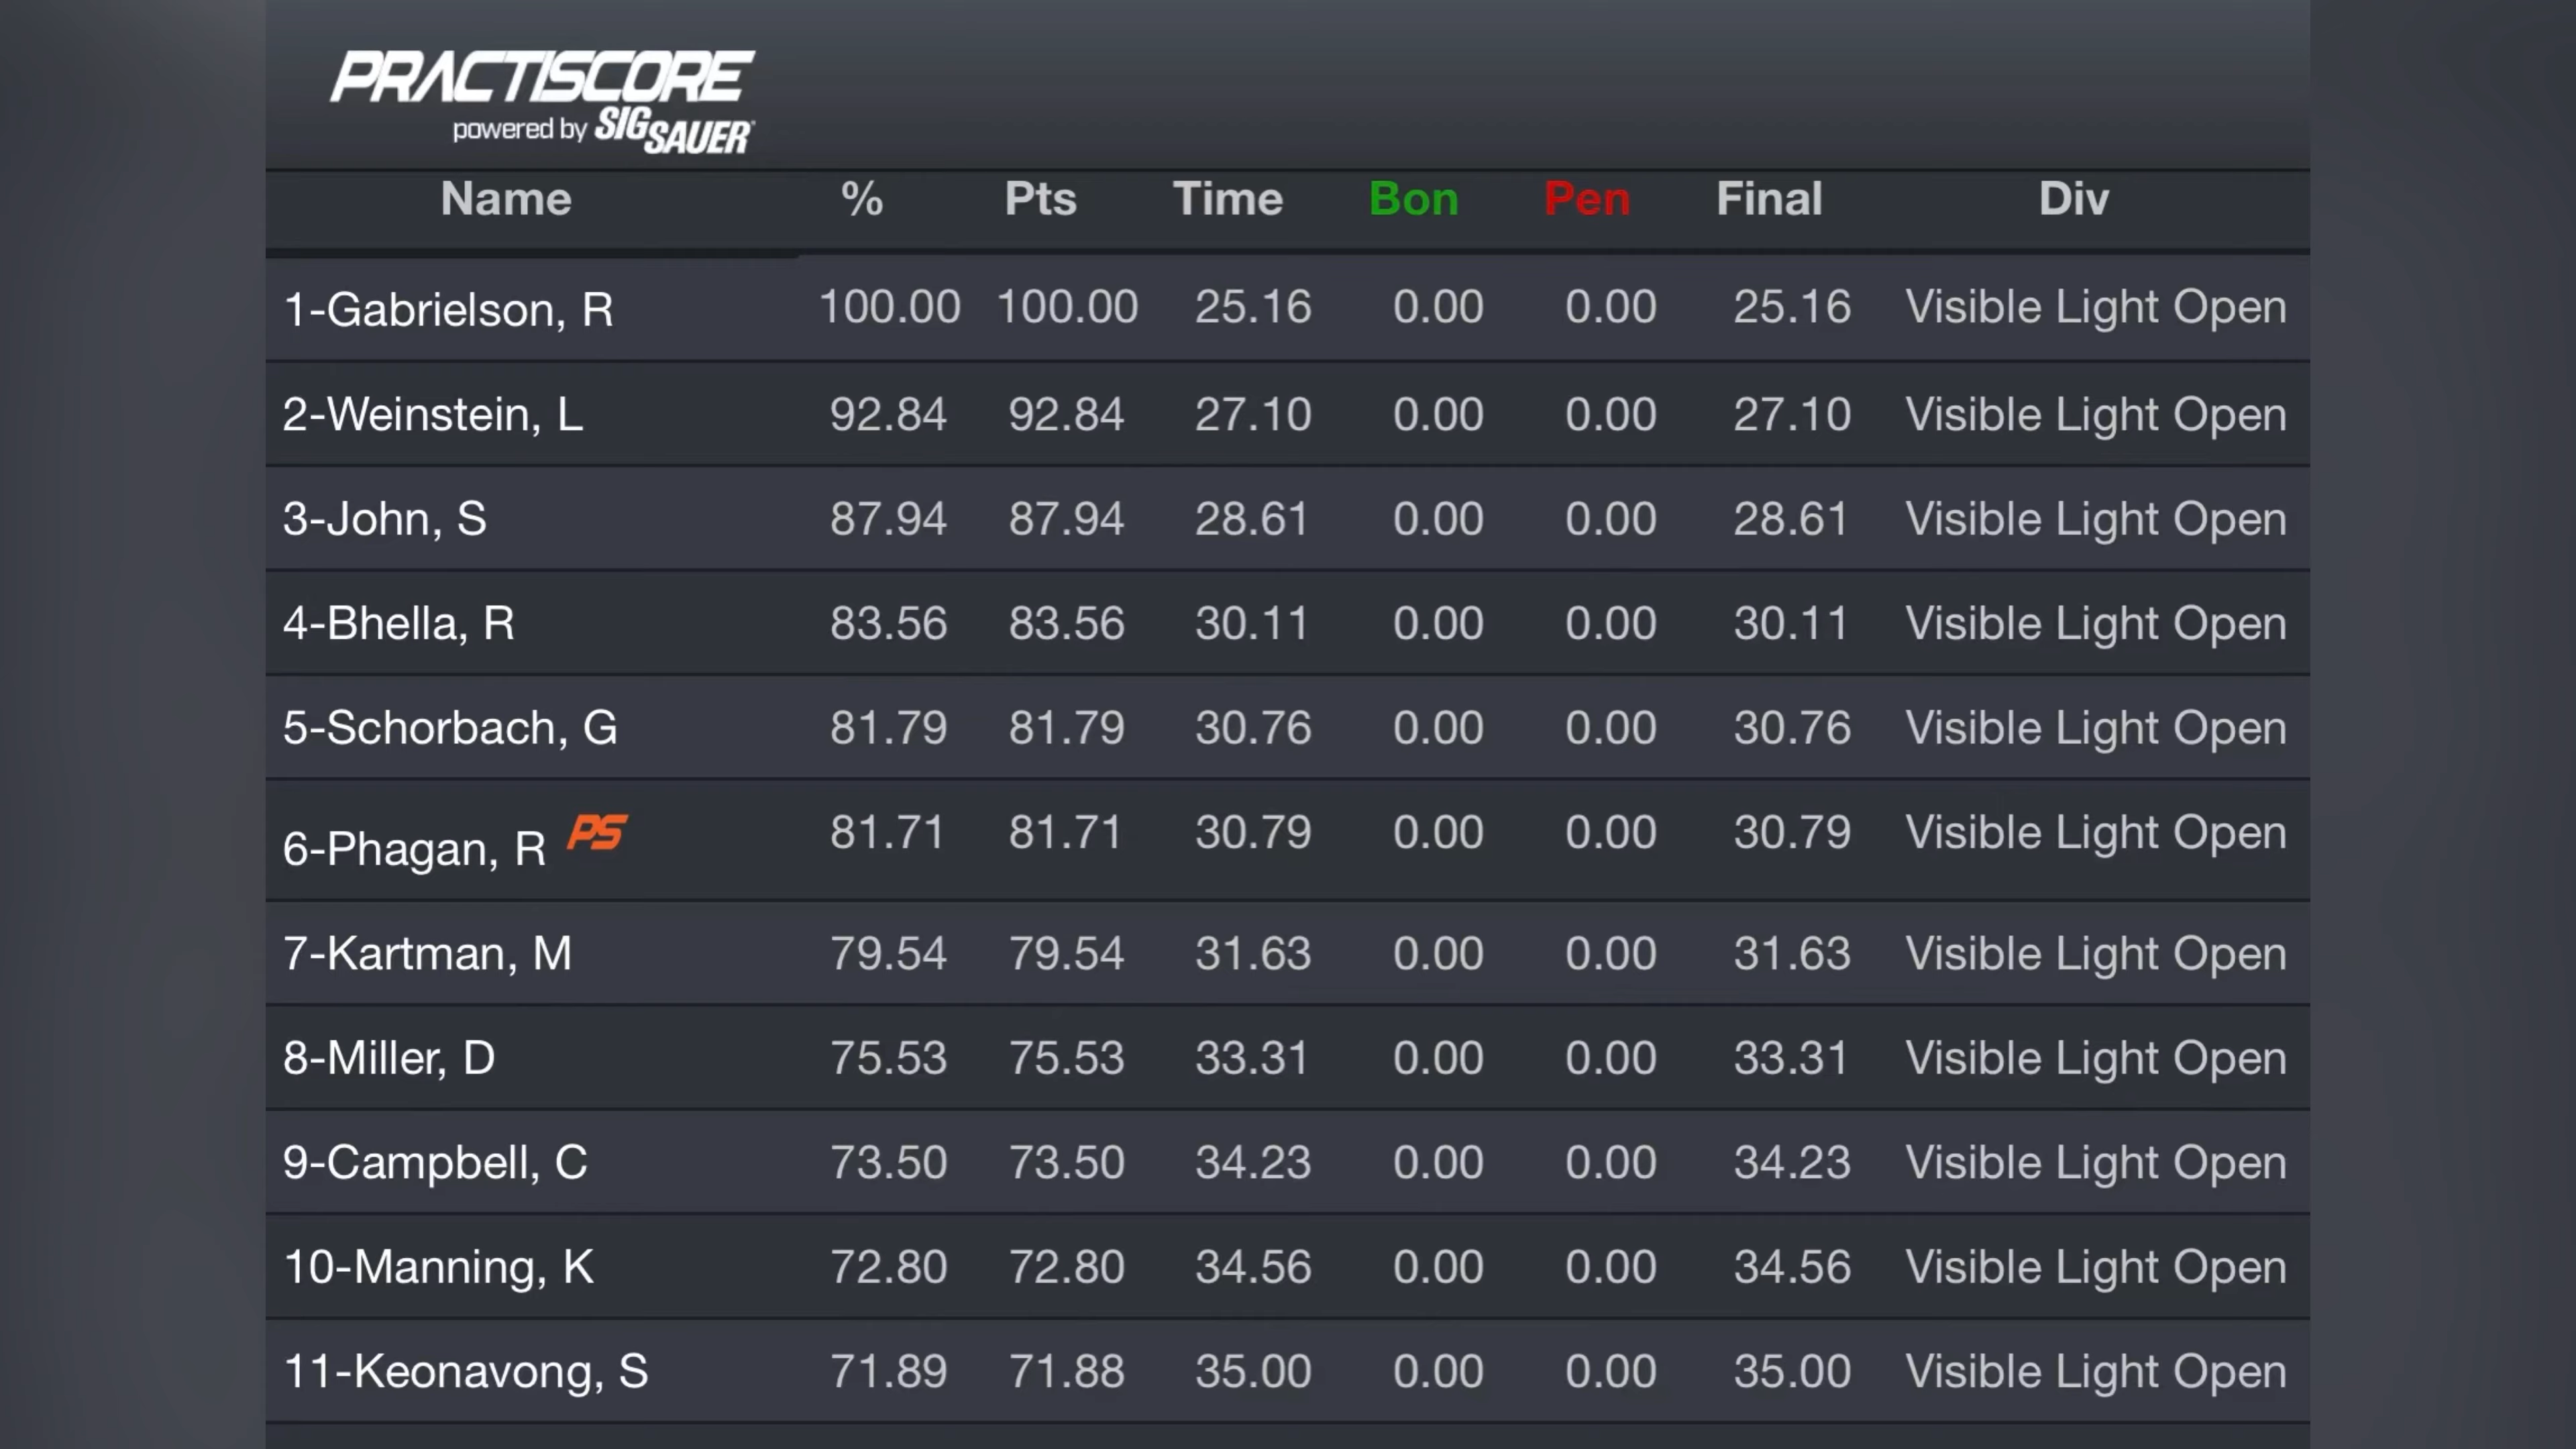 PRACTISCORE
powered by SIG SAUER
Name % Pts Time Bon Pen Final Div
1-Gabrielson, R 100.00 100.00 25.16 0.00 0.00 25.16 Visible Light Open
2-Weinstein, L 92.84 92.84 27.10 0.00 0.00 27.10 Visible Light Open
3-John, S 87.94 87.94 28.61 0.00 0.00 28.61 Visible Light Open
4-Bhella, R 83.56 83.56 30.11 0.00 0.00 30.11 Visible Light Open
5-Schorbach, G 81.79 81.79 30.76 0.00 0.00 30.76 Visible Light Open
6-Phagan, R PS 81.71 81.71 30.79 0.00 0.00 30.79 Visible Light Open
7-Kartman, M 79.54 79.54 31.63 0.00 0.00 31.63 Visible Light Open
8-Miller, D 75.53 75.53 33.31 0.00 0.00 33.31 Visible Light Open
9-Campbell, C 73.50 73.50 34.23 0.00 0.00 34.23 Visible Light Open
10-Manning, K 72.80 72.80 34.56 0.00 0.00 34.56 Visible Light Open
11-Keonavong, S 71.89 71.88 35.00 0.00 0.00 35.00 Visible Light Open